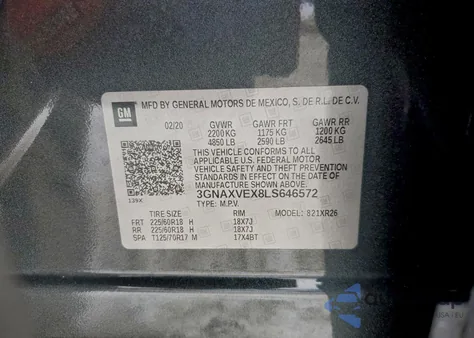 GM
MFD BY GENERAL MOTORS DE MEXICO, S. DE R.L. DE C.V.
02/20 GVWR GAWR FRT GAWR RR
2200 KG 1175 KG 1200 KG
4850 LB 2590 LB 2645 LB
THIS VEHICLE CONFORMS TO ALL
APPLICABLE U.S. FEDERAL MOTOR
VEHICLE SAFETY, BUMPER, AND THEFT PREVENTION
STANDARDS IN EFFECT ON THE DATE
OF MANUFACTURE SHOWN ABOVE.
139X 3GNAXVEX8LS646572
TYPE: M.P.V. MODEL: 821XR26
TIRE SIZE RIM
FRT 225/60R18 H 18X7J
RR 225/60R18 H 18X7J
SPA T125/70R17 M 17X4BT